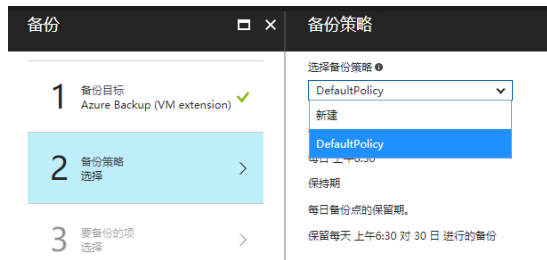 备份
备份策略
1
备份目标
Azure Backup (VM extension)
2
备份策略
选择
3
要备份的项
选择
选择备份策略
DefaultPolicy
新建
DefaultPolicy
每日 上午6:30
保持期
每日备份点的保留期。
保留每天 上午6:30 对 30 日 进行的备份